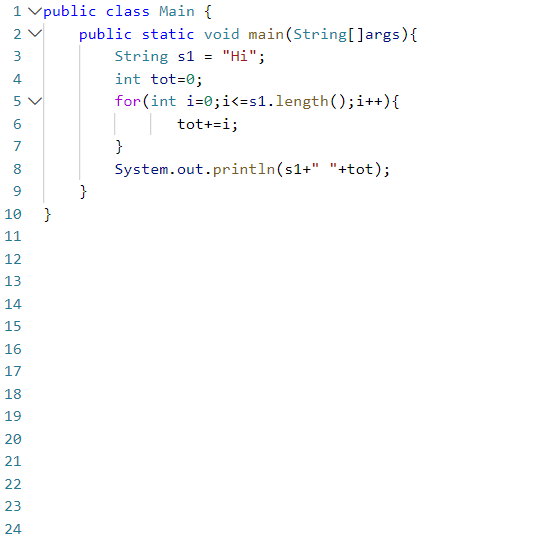 1 public class Main {
2     public static void main(String[]args){
3         String s1 = "Hi";
4         int tot=0;
5         for(int i=0;i<=s1.length();i++){
6                tot+=i;
7         }
8         System.out.println(s1+" "+tot);
9     }
10 }
11
12
13
14
15
16
17
18
19
20
21
22
23
24